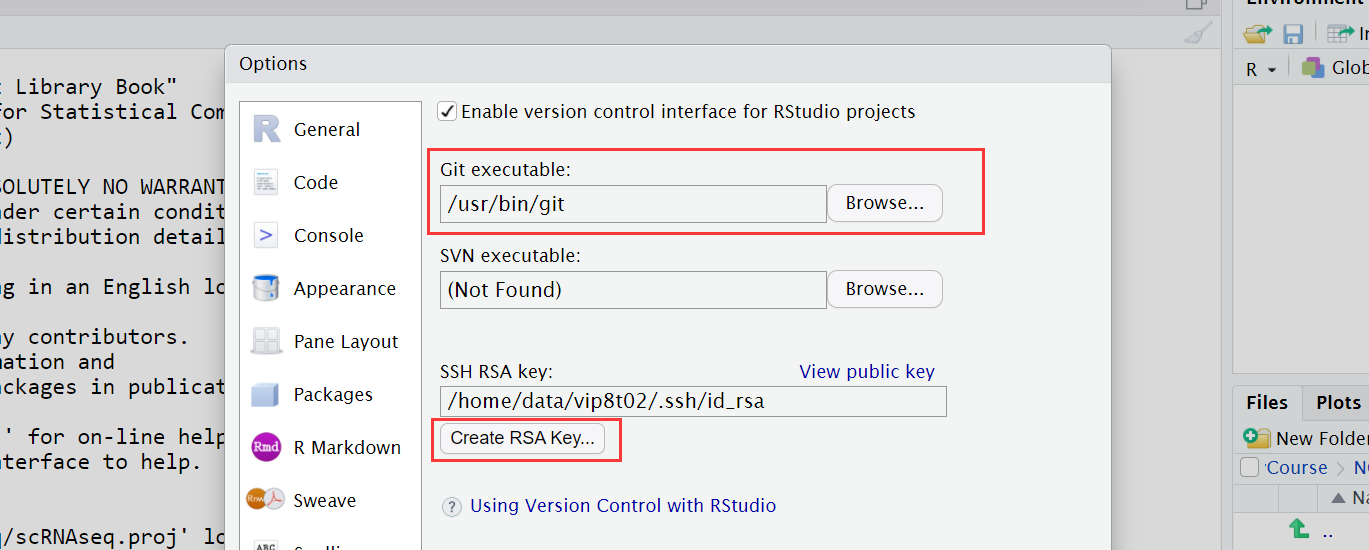 Environment
Options
t Library Book"
for Statistical Com
t)
SOLUTELY NO WARRANT
nder certain condit
distribution detail
ng in an English lo
ny contributors.
mation and
ackages in publicat
' for on-line help
nterface to help.
q/scRNAseq.proj' lo
General
Code
Console
Appearance
Pane Layout
Packages
Rmd R Markdown
Rnw Sweave
ABC
Enable version control interface for RStudio projects
Git executable:
/usr/bin/git Browse...
SVN executable:
(Not Found) Browse...
SSH RSA key: View public key
/home/data/vip8t02/.ssh/id_rsa
Create RSA Key...
? Using Version Control with RStudio
R Glob
Files Plots
New Folder
Course
Na
..